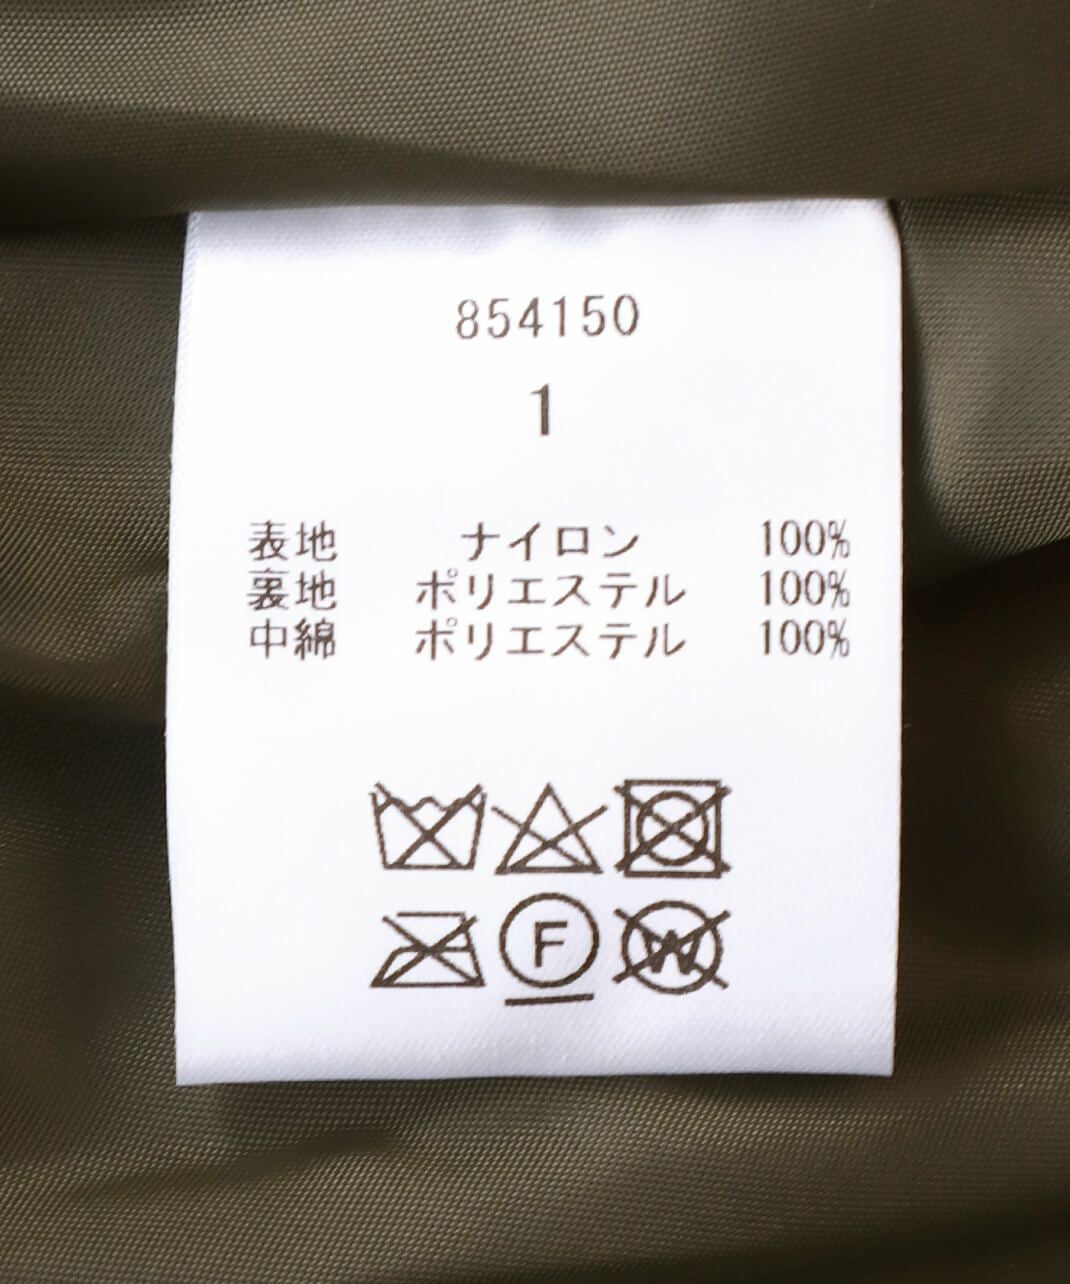 854150
1
表地 ナイロン 100%
裏地 ポリエステル 100%
中綿 ポリエステル 100%
F W